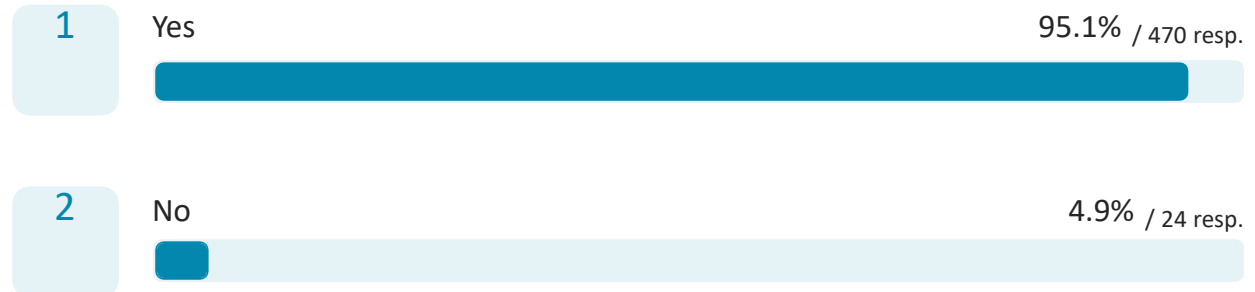 1 Yes 95.1% / 470 resp.
2 No 4.9% / 24 resp.